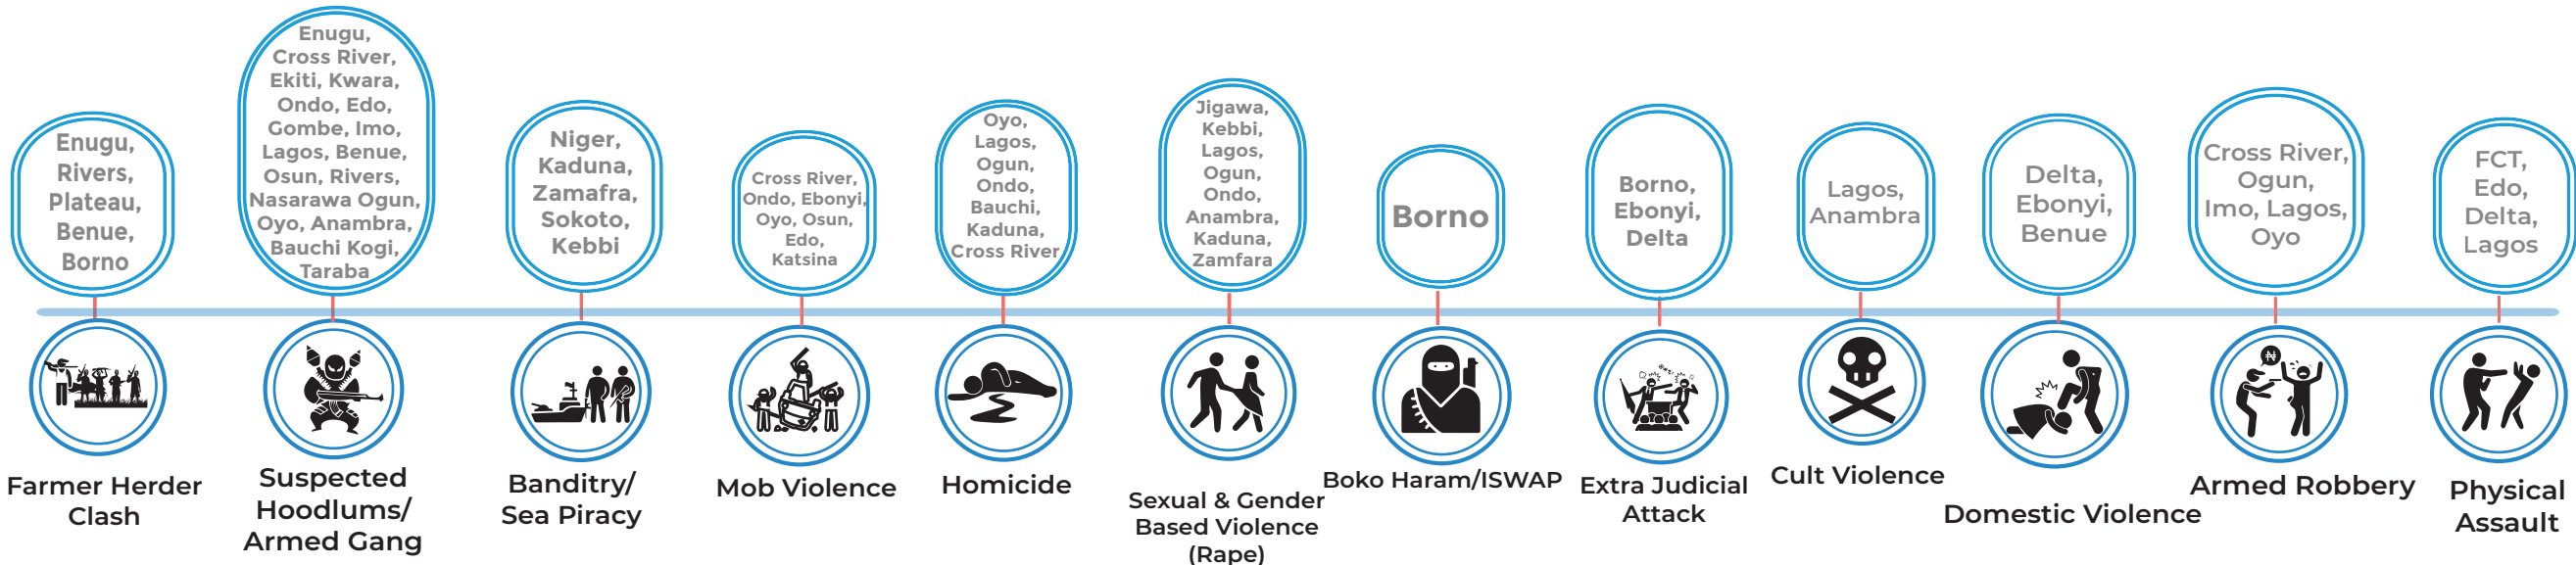 Enugu,
Rivers,
Plateau,
Benue,
Borno
Farmer Herder
Clash
Enugu,
Cross River,
Ekiti, Kwara,
Ondo, Edo,
Gombe, Imo,
Lagos, Benue,
Osun, Rivers,
Nasarawa Ogun,
Oyo, Anambra,
Bauchi Kogi,
Taraba
Suspected
Hoodlums/
Armed Gang
Niger,
Kaduna,
Zamafra,
Sokoto,
Kebbi
Banditry/
Sea Piracy
Cross River,
Ondo, Ebonyi,
Oyo, Osun,
Edo,
Katsina
Mob Violence
Oyo,
Lagos,
Ogun,
Ondo,
Bauchi,
Kaduna,
Cross River
Homicide
Jigawa,
Kebbi,
Lagos,
Ogun,
Ondo,
Anambra,
Kaduna,
Zamfara
Sexual & Gender
Based Violence
(Rape)
Borno
Boko Haram/ISWAP
Borno,
Ebonyi,
Delta
Extra Judicial
Attack
Lagos,
Anambra
Cult Violence
Delta,
Ebonyi,
Benue
Domestic Violence
Cross River,
Ogun,
Imo, Lagos,
Oyo
₦
Armed Robbery
FCT,
Edo,
Delta,
Lagos
Physical
Assault